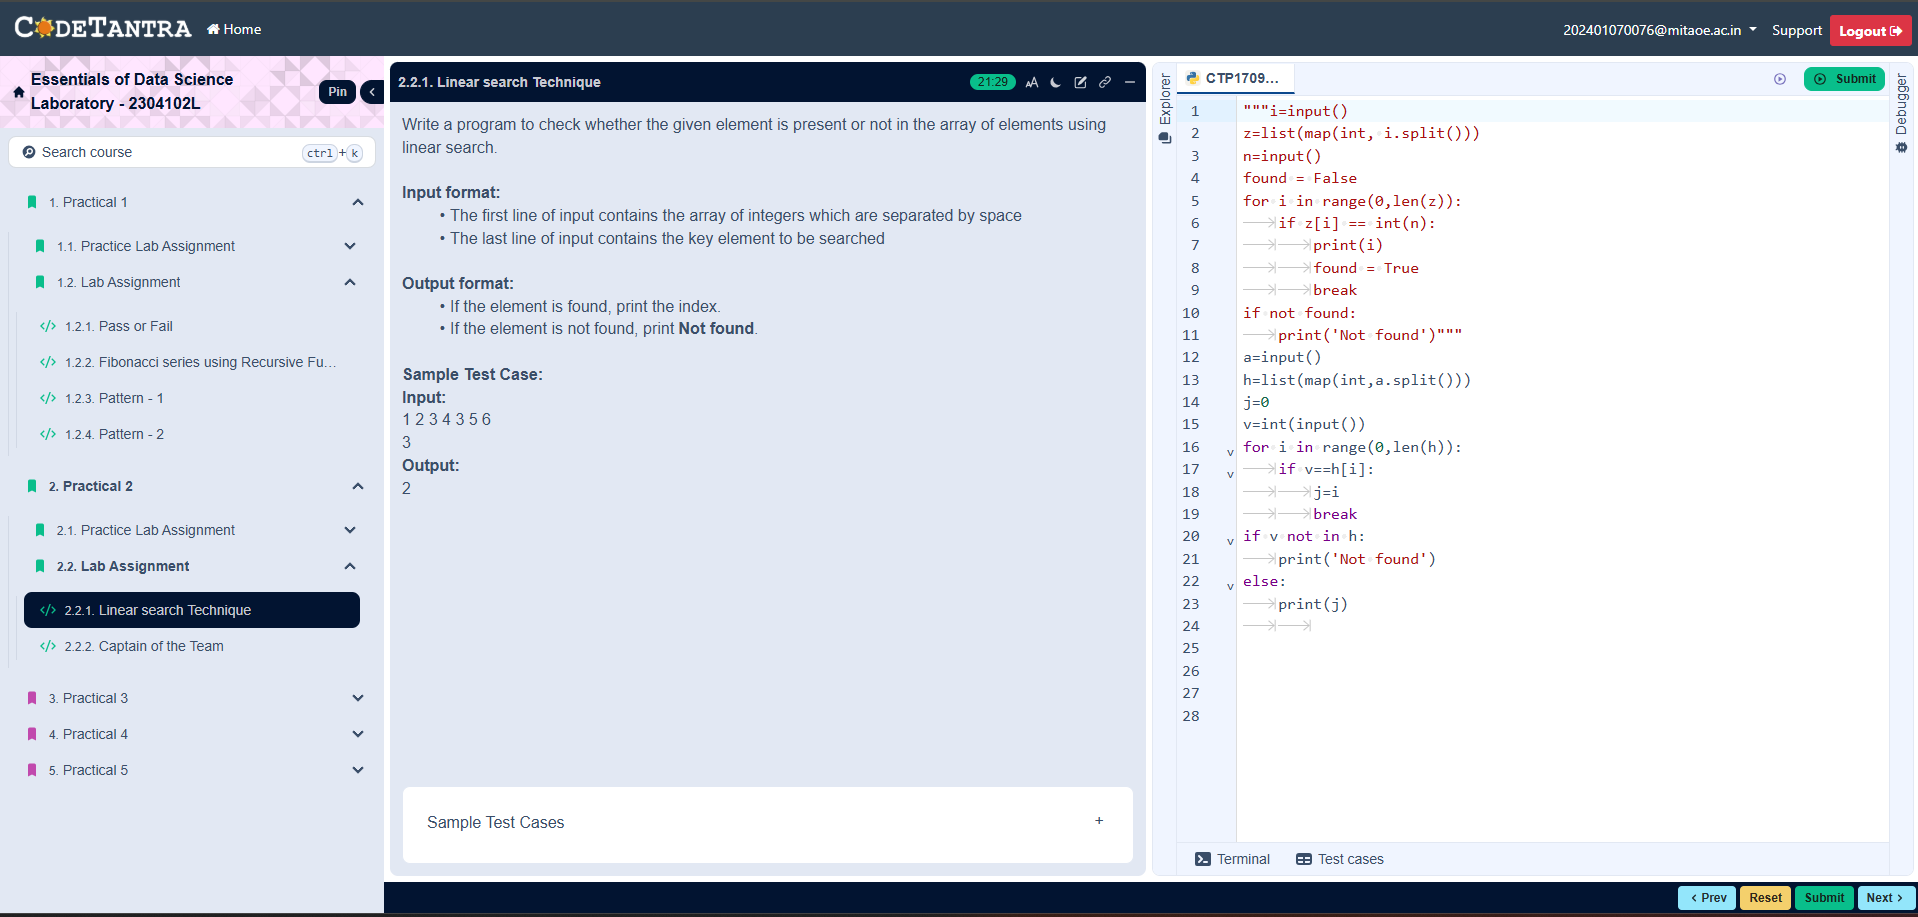 CODETANTRA
Home
202401070076@mitaoe.ac.in
Support
Logout
Essentials of Data Science
Laboratory - 2304102L
Pin
Search course
ctrl + k
1. Practical 1
1.1. Practice Lab Assignment
1.2. Lab Assignment
1.2.1. Pass or Fail
1.2.2. Fibonacci series using Recursive Fu...
1.2.3. Pattern - 1
1.2.4. Pattern - 2
2. Practical 2
2.1. Practice Lab Assignment
2.2. Lab Assignment
2.2.1. Linear search Technique
2.2.2. Captain of the Team
3. Practical 3
4. Practical 4
5. Practical 5
2.2.1. Linear search Technique
21:29
AA
Write a program to check whether the given element is present or not in the array of elements using
linear search.
Input format:
• The first line of input contains the array of integers which are separated by space
• The last line of input contains the key element to be searched
Output format:
• If the element is found, print the index.
• If the element is not found, print Not found.
Sample Test Case:
Input:
1 2 3 4 3 5 6
3
Output:
2
Sample Test Cases
+
Explorer
CTP1709...
Submit
Debugger
1 """i=input()
2 z=list(map(int, i.split()))
3 n=input()
4 found = False
5 for i in range(0,len(z)):
6 if z[i] == int(n):
7 print(i)
8 found = True
9 break
10 if not found:
11 print('Not found')"""
12 a=input()
13 h=list(map(int,a.split()))
14 j=0
15 v=int(input())
16 for i in range(0,len(h)):
17 if v==h[i]:
18 j=i
19 break
20 if v not in h:
21 print('Not found')
22 else:
23 print(j)
24
25
26
27
28
Terminal
Test cases
Prev
Reset
Submit
Next